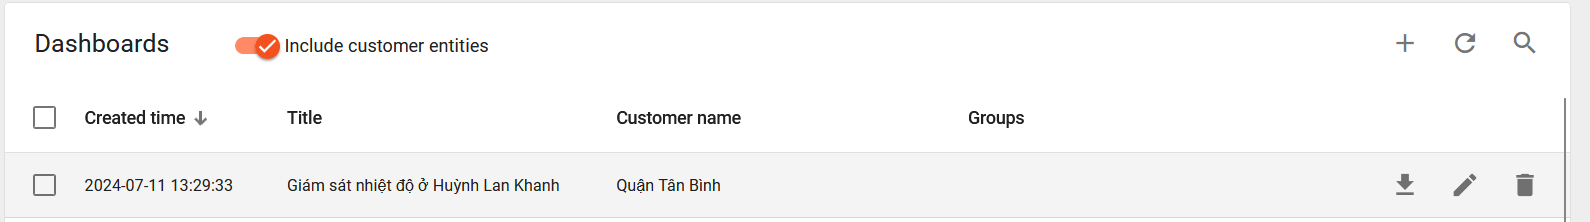 Dashboards
Include customer entities
Created time
Title
Customer name
Groups
2024-07-11 13:29:33
Giám sát nhiệt độ ở Huỳnh Lan Khanh
Quận Tân Bình